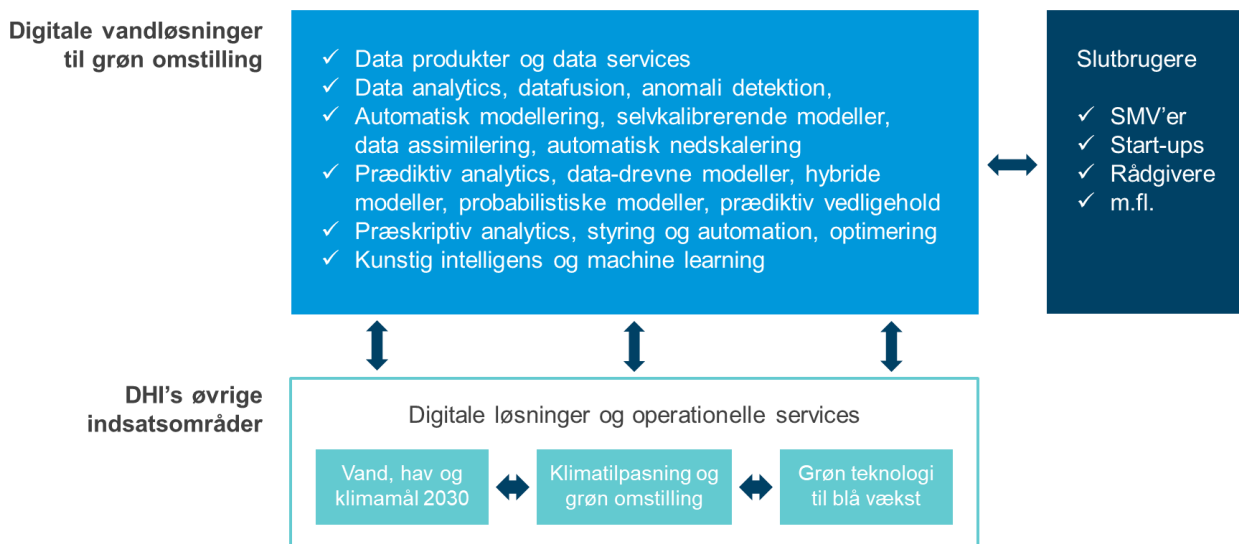 Digitale vandløsninger
til grøn omstilling
✓ Data produkter og data services
✓ Data analytics, datafusion, anomali detektion,
✓ Automatisk modellering, selvkalibrerende modeller,
data assimilering, automatisk nedskalering
✓ Prædiktiv analytics, data-drevne modeller, hybride
modeller, probabilistiske modeller, prædiktiv vedligehold
✓ Præskriptiv analytics, styring og automation, optimering
✓ Kunstig intelligens og machine learning
Slutbrugere
✓ SMV'er
✓ Start-ups
✓ Rådgivere
✓ m.fl.
DHI's øvrige
indsatsområder
Digitale løsninger og operationelle services
Vand, hav og
klimamål 2030
Klimatilpasning og
grøn omstilling
Grøn teknologi
til blå vækst